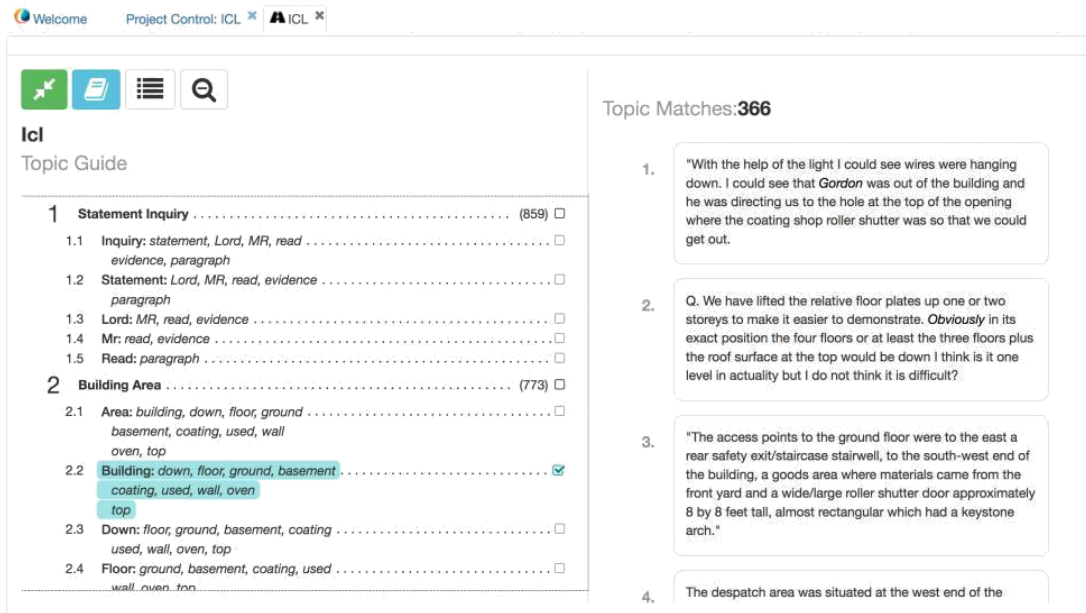 Welcome
Project Control: ICL
ICL
Icl
Topic Guide
1 Statement Inquiry (859)
1.1 Inquiry: statement, Lord, MR, read
evidence, paragraph
1.2 Statement: Lord, MR, read, evidence
paragraph
1.3 Lord: MR, read, evidence
1.4 Mr: read, evidence
1.5 Read: paragraph
2 Building Area (773)
2.1 Area: building, down, floor, ground
basement, coating, used, wall
oven, top
2.2 Building: down, floor, ground, basement
coating, used, wall, oven
top
2.3 Down: floor, ground, basement, coating
used, wall, oven, top
2.4 Floor: ground, basement, coating, used
wall, oven, top
Topic Matches:366
1.
"With the help of the light I could see wires were hanging
down. I could see that Gordon was out of the building and
he was directing us to the hole at the top of the opening
where the coating shop roller shutter was so that we could
get out.
2.
Q. We have lifted the relative floor plates up one or two
storeys to make it easier to demonstrate. Obviously in its
exact position the four floors or at least the three floors plus
the roof surface at the top would be down I think is it one
level in actuality but I do not think it is difficult?
3.
"The access points to the ground floor were to the east a
rear safety exit/staircase stairwell, to the south-west end of
the building, a goods area where materials came from the
front yard and a wide/large roller shutter door approximately
8 by 8 feet tall, almost rectangular which had a keystone
arch."
4.
The despatch area was situated at the west end of the